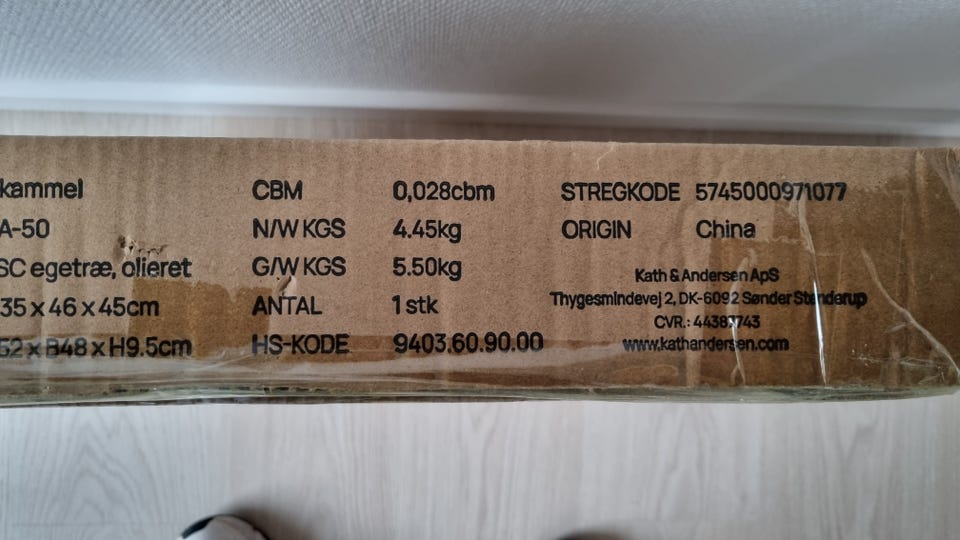 kammel CBM 0,028cbm STREGKODE 5745000971077
A-50 N/W KGS 4.45kg ORIGIN China
SC egetræ, olieret G/W KGS 5.50kg
35 x 46 x 45cm ANTAL 1 stk
52 x B48 x H9.5cm HS-KODE 9403.60.90.00
Kath & Andersen ApS
Thygesmindevej 2, DK-6092 Sønder Stenderup
CVR.:
www.kathandersen.com